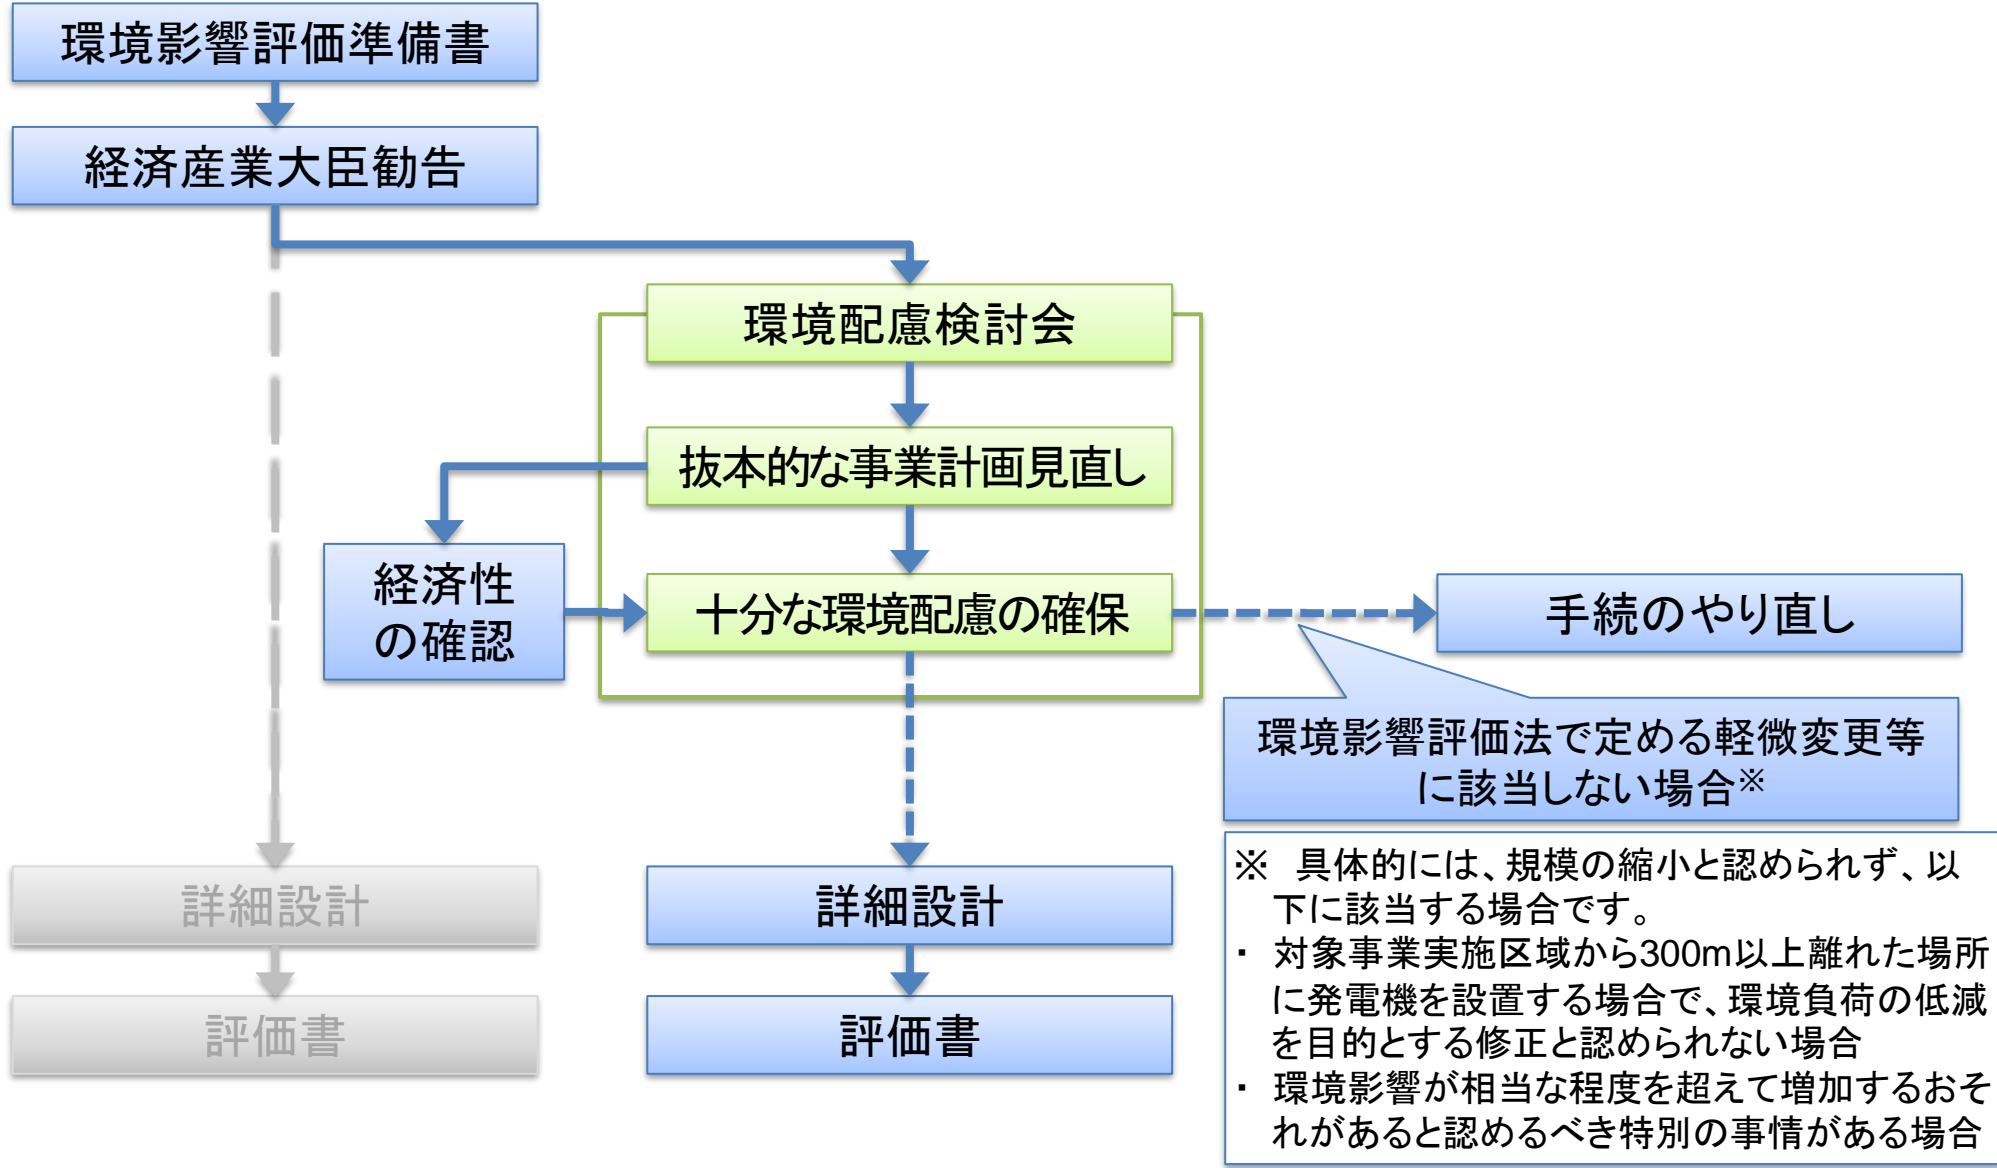 環境影響評価準備書
経済産業大臣勧告
環境配慮検討会
抜本的な事業計画見直し
経済性
の確認
十分な環境配慮の確保
手続のやり直し
環境影響評価法で定める軽微変更等
に該当しない場合※
詳細設計
評価書
詳細設計
評価書
※ 具体的には、規模の縮小と認められず、以
下に該当する場合です。
・ 対象事業実施区域から300m以上離れた場所
に発電機を設置する場合で、環境負荷の低減
を目的とする修正と認められない場合
・ 環境影響が相当な程度を超えて増加するおそ
れがあると認めるべき特別の事情がある場合